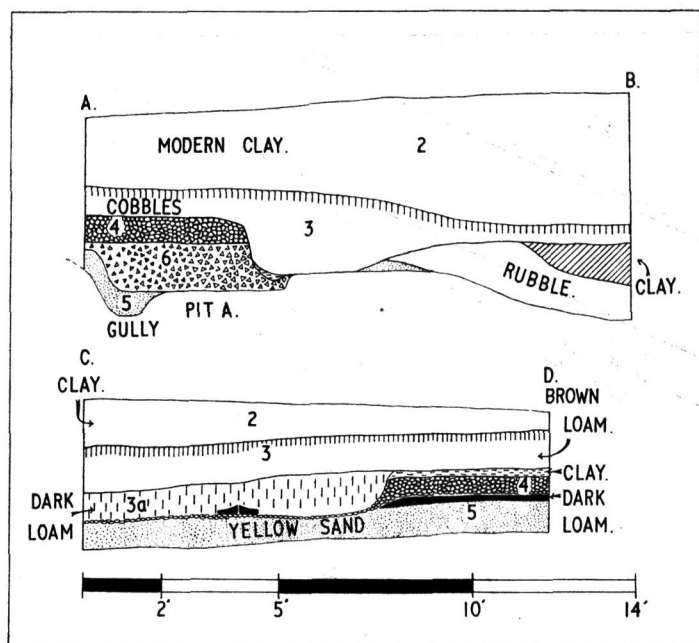 A.
B.
MODERN CLAY. 2
COBBLES
4
3
6
RUBBLE.
CLAY.
5
PIT A.
GULLY
C.
CLAY.
D.
BROWN
LOAM.
2
3
CLAY.
4
DARK
LOAM
3a
DARK
LOAM.
YELLOW SAND
5
2' 5' 10' 14'